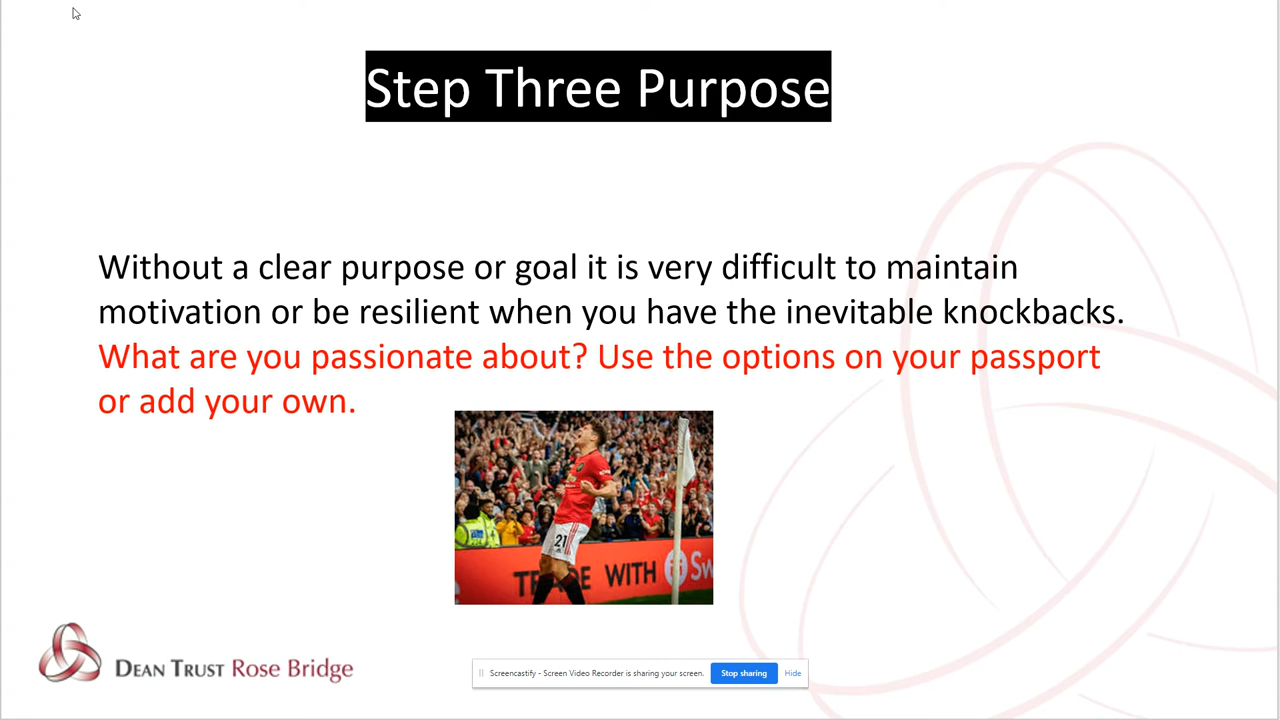 Step Three Purpose
Without a clear purpose or goal it is very difficult to maintain
motivation or be resilient when you have the inevitable knockbacks.
What are you passionate about? Use the options on your passport
or add your own.
21
WITH
DEAN TRUST Rose Bridge
Screencastify - Screen Video Recorder is sharing your screen. Stop sharing Hide